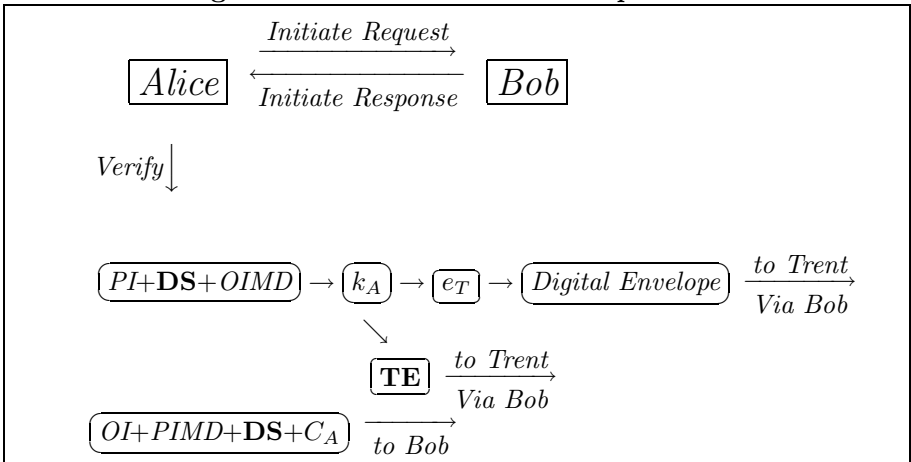 Initiate Request
Alice Bob
Initiate Response
Verify
PI+DS+OIMD → k_A → e_T → Digital Envelope to Trent
Via Bob
TE to Trent
Via Bob
OI+PIMD+DS+C_A to Bob